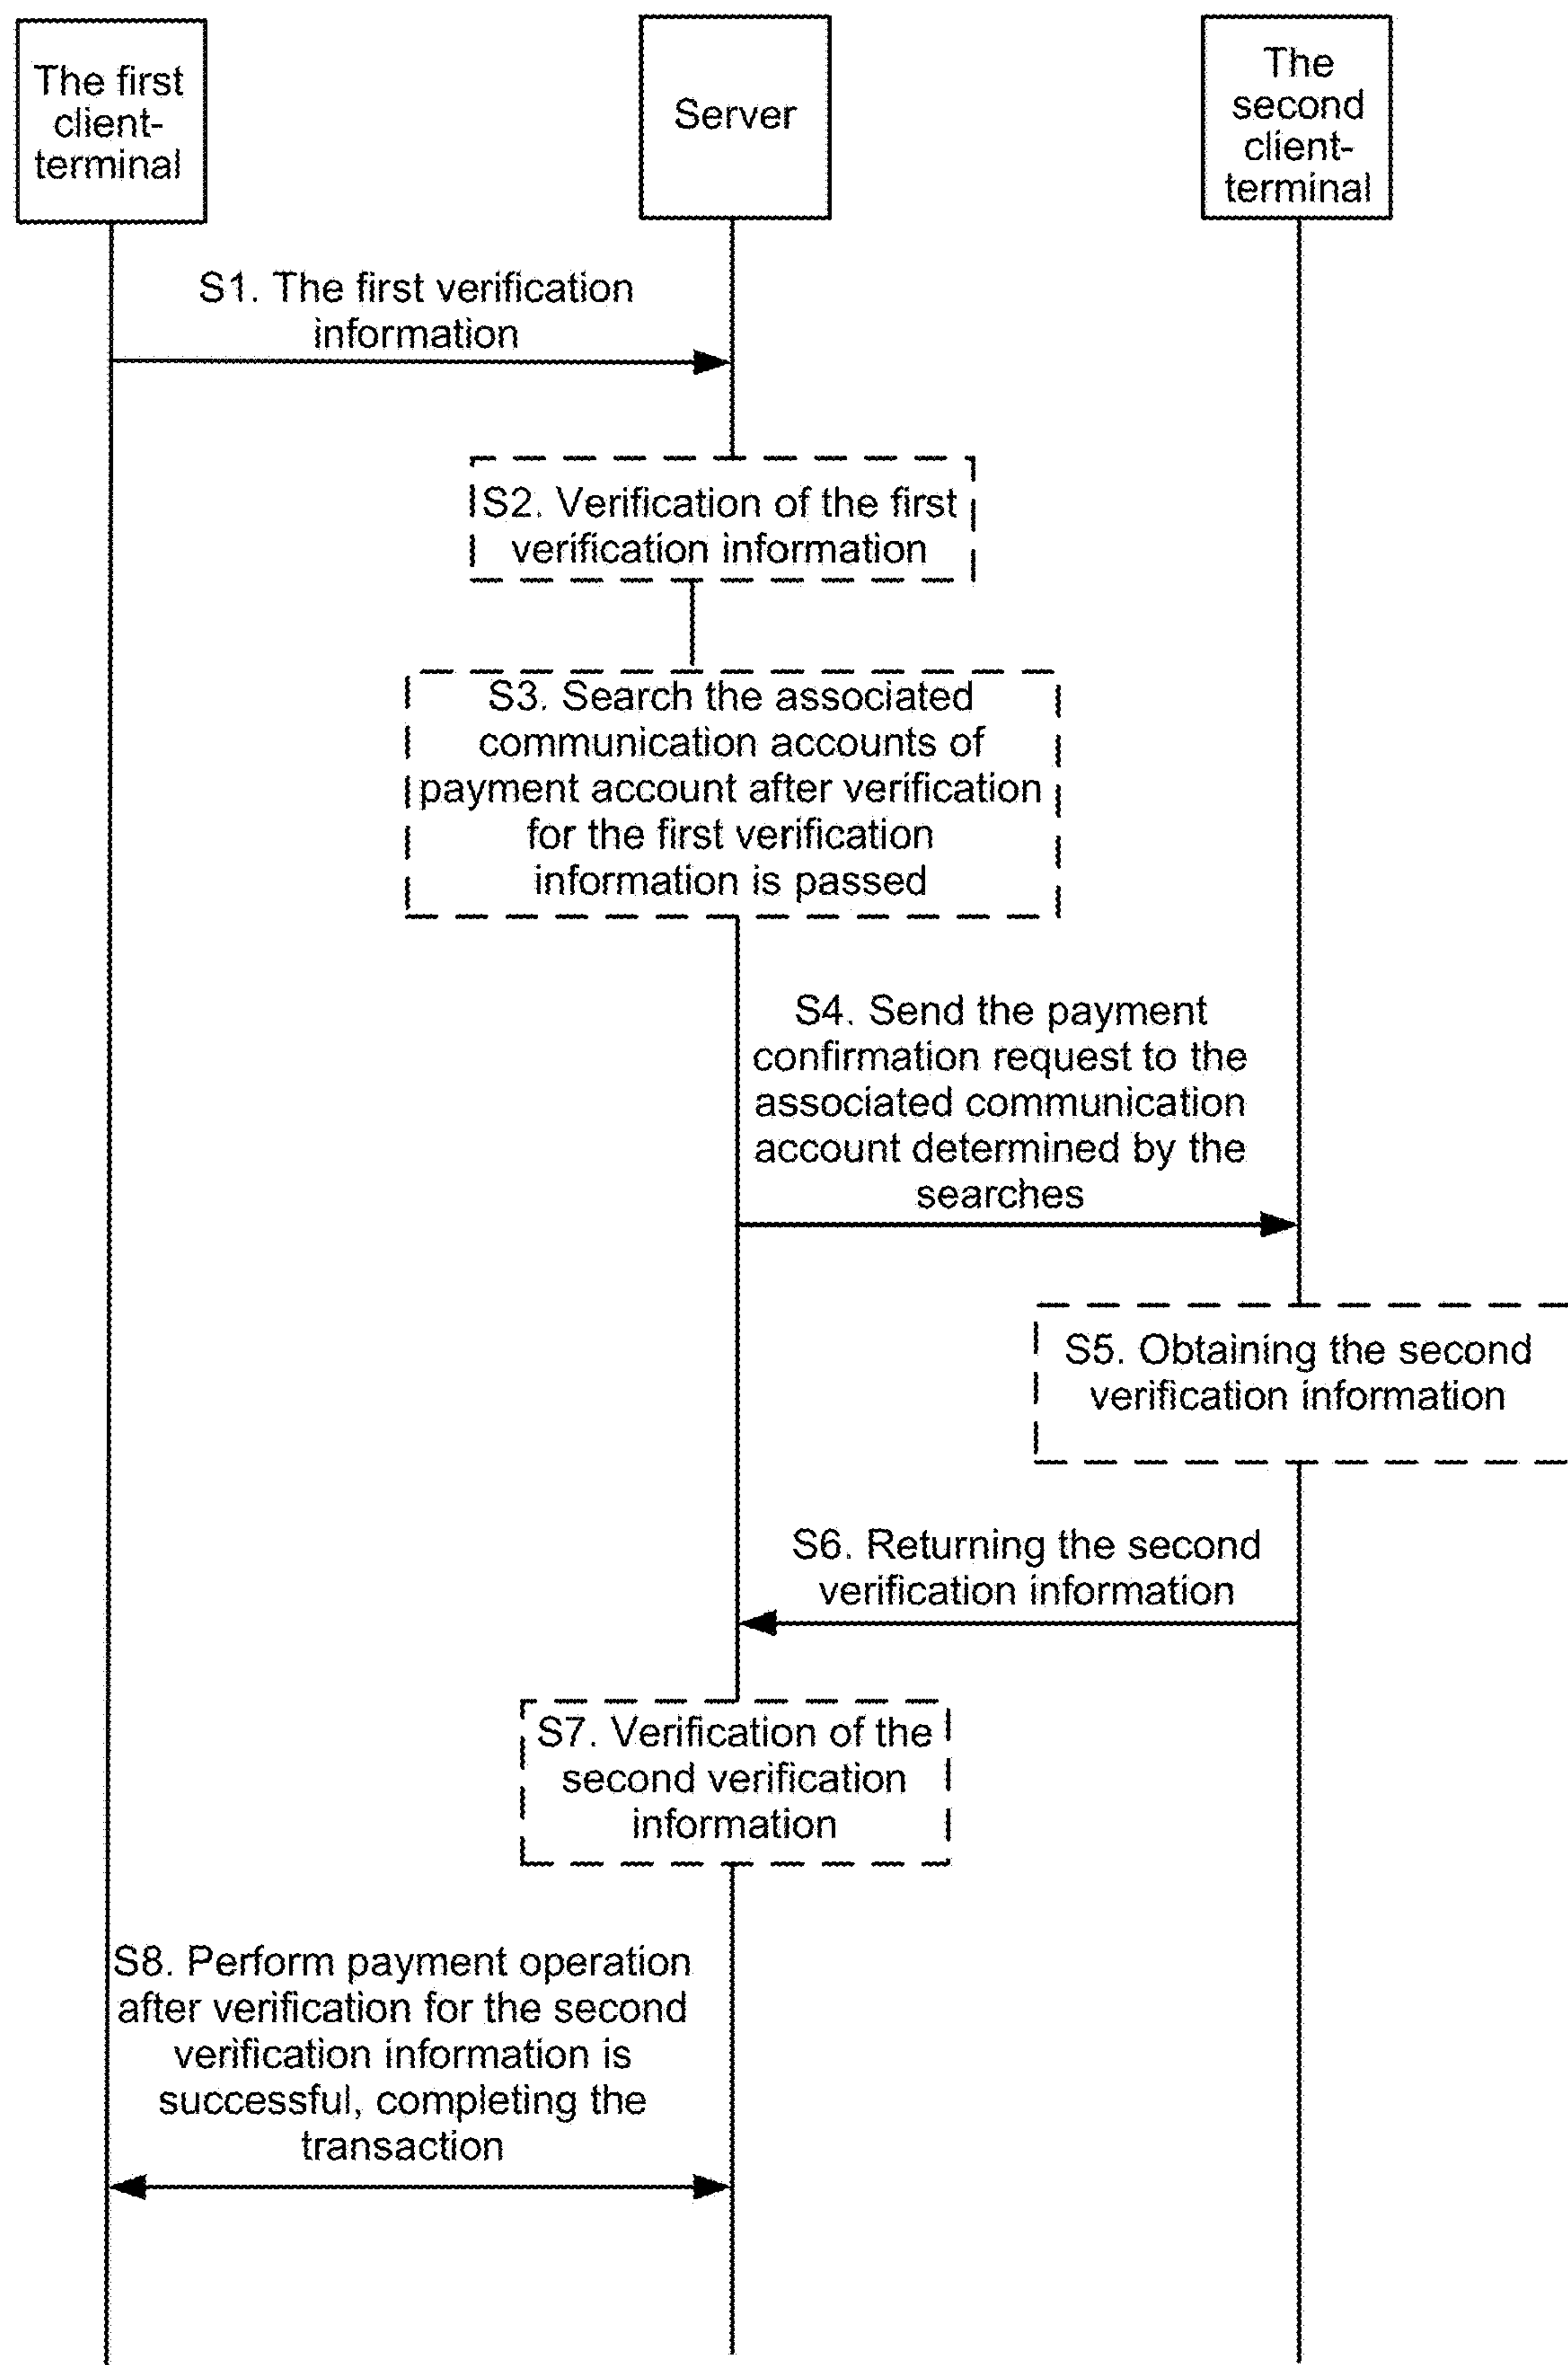 The first
client-
terminal
Server
The
second
client-
terminal
S1. The first verification
information
S2. Verification of the first
verification information
S3. Search the associated
communication accounts of
payment account after verification
for the first verification
information is passed
S4. Send the payment
confirmation request to the
associated communication
account determined by the
searches
S5. Obtaining the second
verification information
S6. Returning the second
verification information
S7. Verification of the
second verification
information
S8. Perform payment operation
after verification for the second
verification information is
successful, completing the
transaction